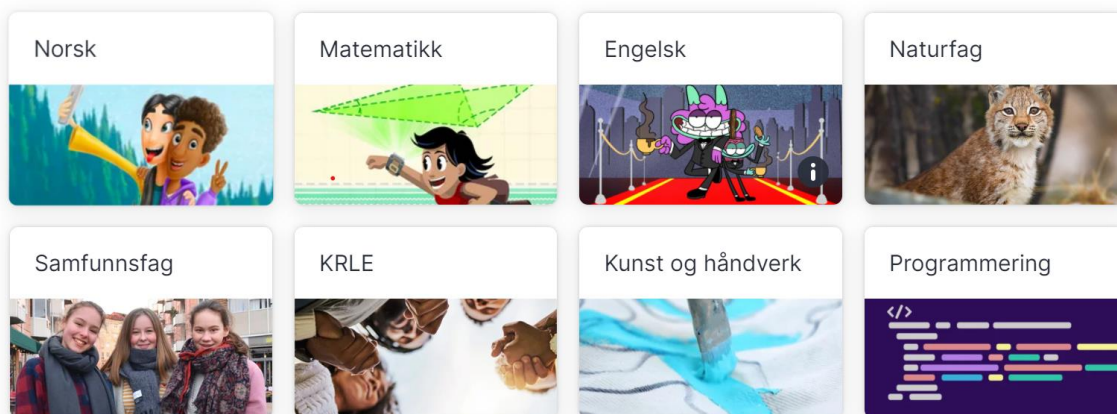 Norsk
Matematikk
Engelsk
Naturfag
i
Samfunnsfag
KRLE
Kunst og håndverk
Programmering
</>